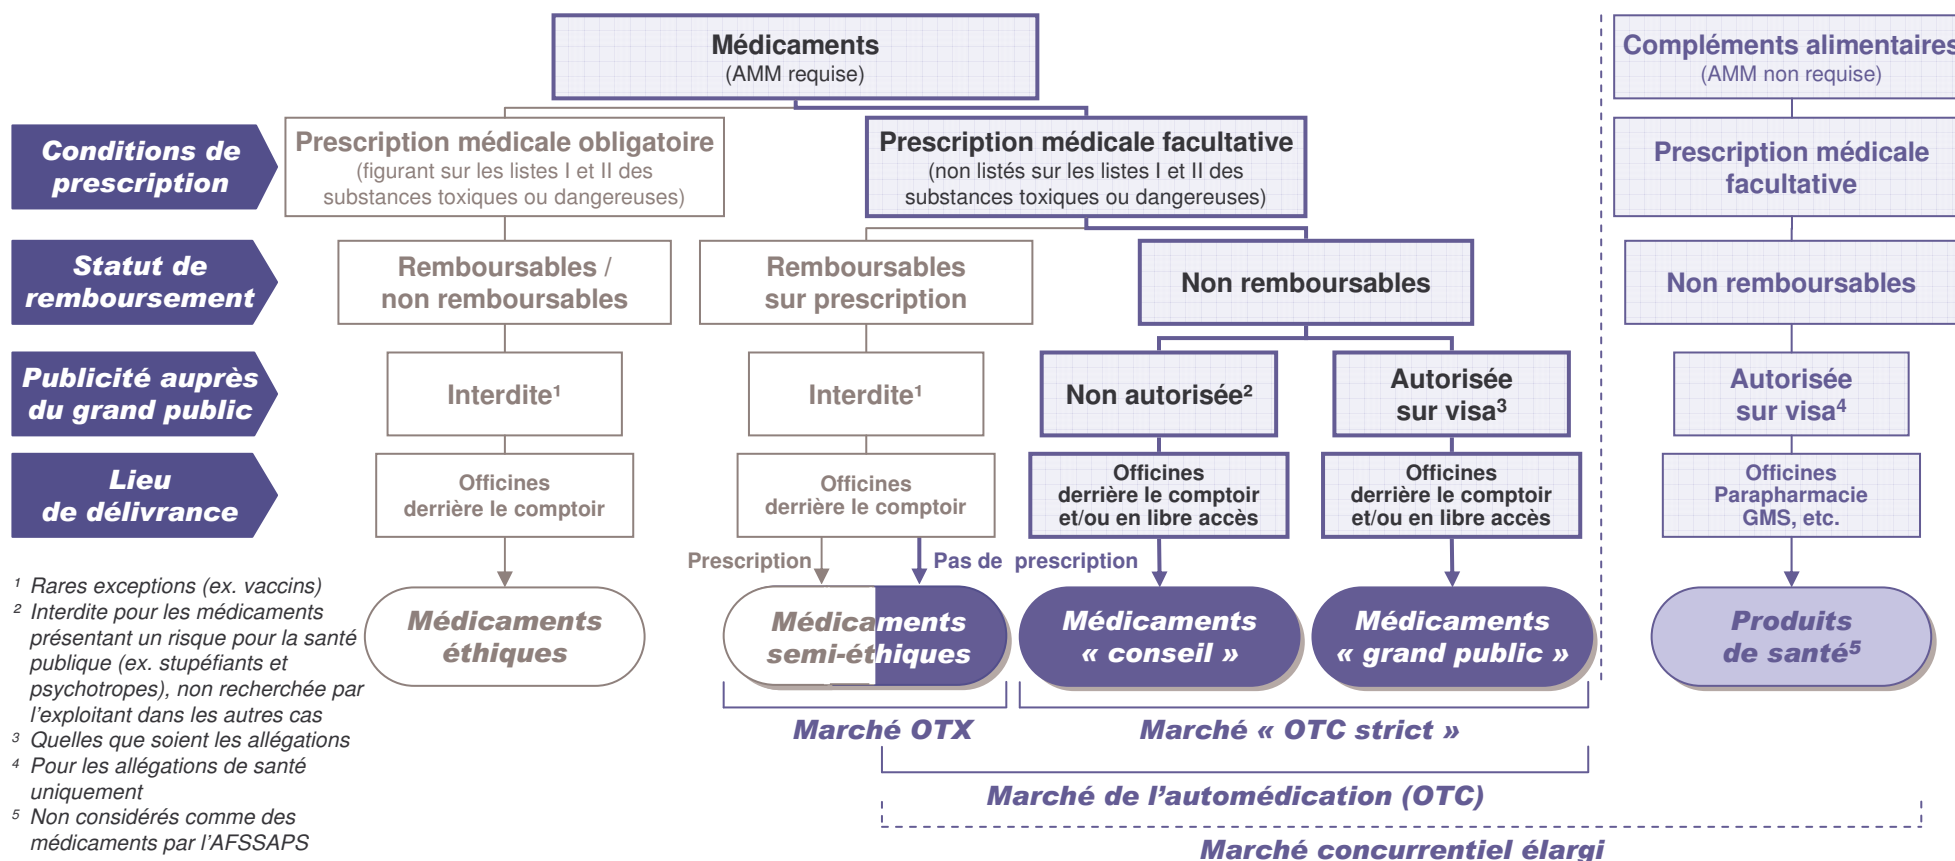 Médicaments
(AMM requise)
Compléments alimentaires
(AMM non requise)
Conditions de
prescription
Prescription médicale obligatoire
(figurant sur les listes I et II des
substances toxiques ou dangereuses)
Prescription médicale facultative
(non listés sur les listes I et II des
substances toxiques ou dangereuses)
Prescription médicale
facultative
Statut de
remboursement
Remboursables /
non remboursables
Remboursables
sur prescription
Non remboursables
Non remboursables
Publicité auprès
du grand public
Interdite¹
Interdite¹
Non autorisée²
Autorisée
sur visa³
Autorisée
sur visa⁴
Lieu
de délivrance
Officines
derrière le comptoir
Officines
derrière le comptoir
Officines
derrière le comptoir
et/ou en libre accès
Officines
derrière le comptoir
et/ou en libre accès
Officines
Parapharmacie
GMS, etc.
Prescription
Pas de prescription
Médicaments
éthiques
Médicaments
semi-éthiques
Médicaments
« conseil »
Médicaments
« grand public »
Produits
de santé⁵
Marché OTX
Marché « OTC strict »
Marché de l'automédication (OTC)
Marché concurrentiel élargi
¹ Rares exceptions (ex. vaccins)
² Interdite pour les médicaments
présentant un risque pour la santé
publique (ex. stupéfiants et
psychotropes), non recherchée par
l'exploitant dans les autres cas
³ Quelles que soient les allégations
⁴ Pour les allégations de santé
uniquement
⁵ Non considérés comme des
médicaments par l'AFSSAPS